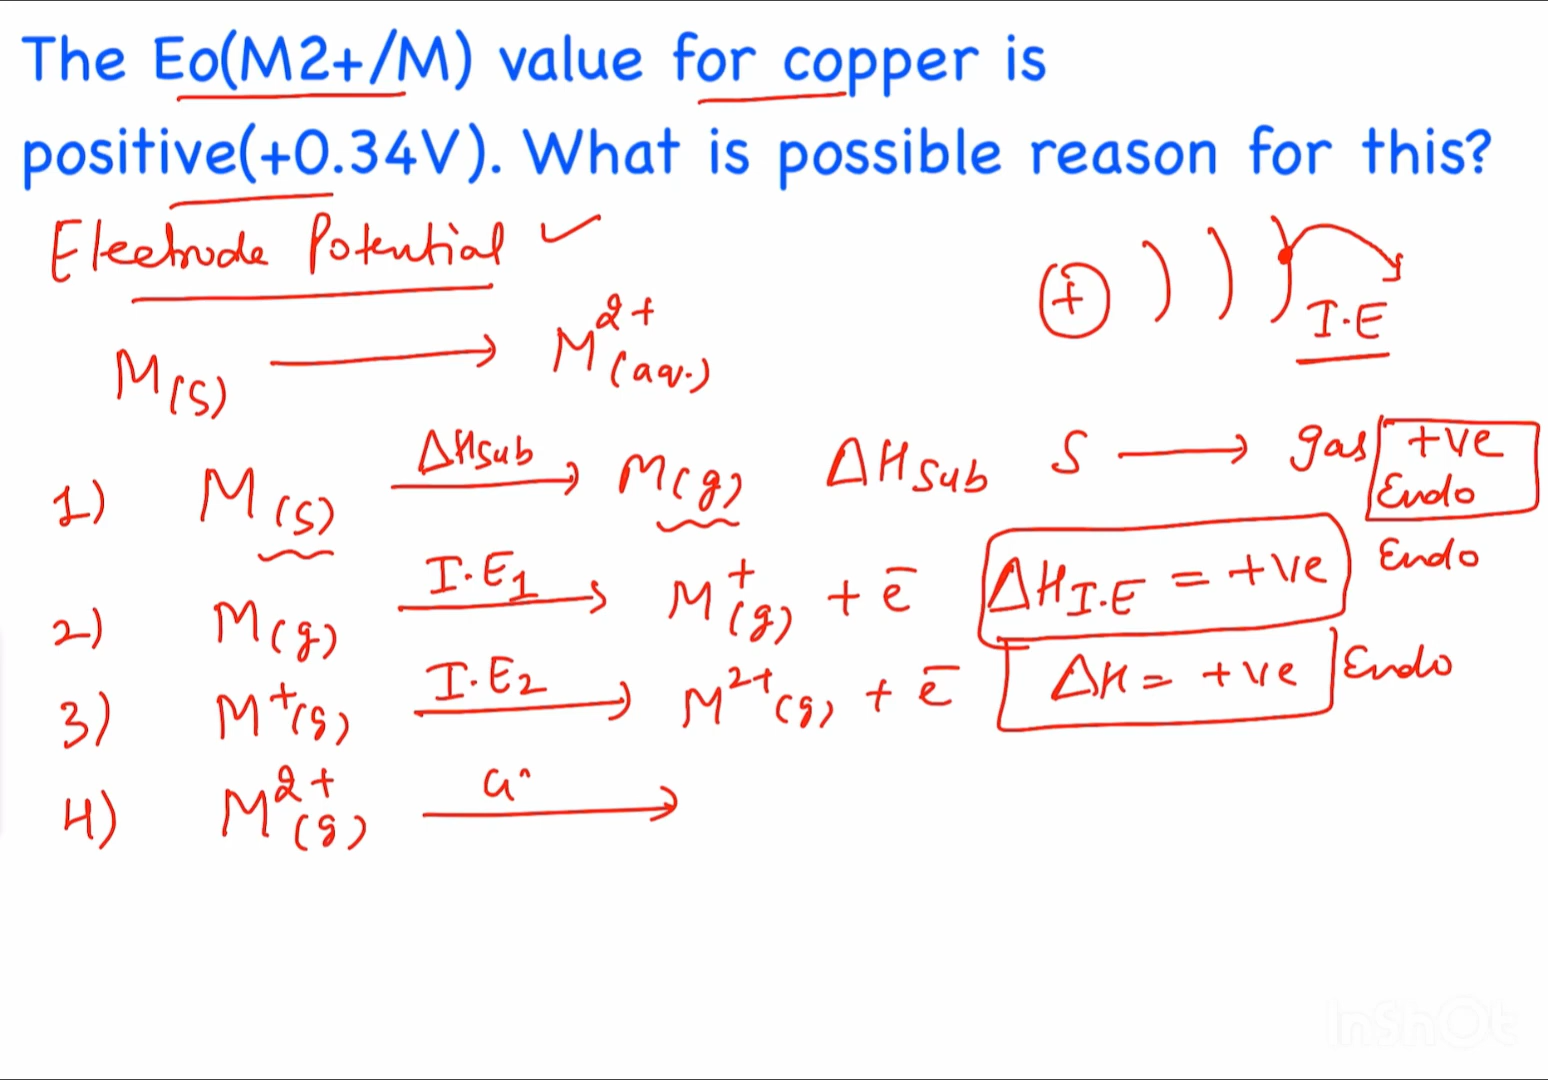 The Eo(M2+/M) value for copper is
positive(+0.34V). What is possible reason for this?
Electrode Potential ✓
M(s) ⟶ M²⁺(aq.)
⊕ ) ) ) I.E
1) M(s) ΔHsub ⟶ M(g) ΔHsub S ⟶ gas +ve
Endo
2) M(g) I.E₁ ⟶ M⁺(g) + e⁻ ΔH I.E = +ve Endo
3) M⁺(g) I.E₂ ⟶ M²⁺(g) + e⁻ ΔH = +ve Endo
4) M²⁺(g) ⟶
InShOt